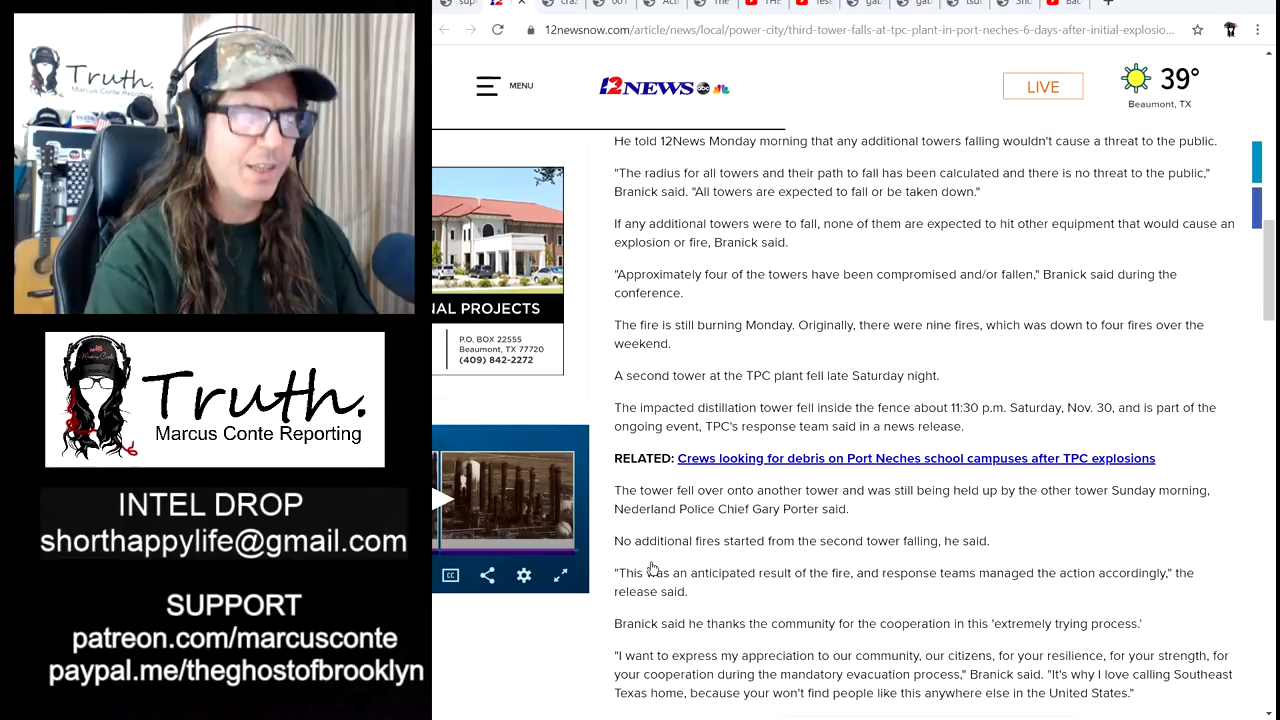 Truth.
Marcus Conte Reporting
Truth.
Marcus Conte Reporting
INTEL DROP
shorthappylife@gmail.com
SUPPORT
patreon.com/marcusconte
paypal.me/theghostofbrooklyn
12newsnow.com/article/news/local/power-city/third-tower-falls-at-tpc-plant-in-port-neches-6-days-after-initial-explosio...
MENU
12NEWS abc
LIVE
39°
Beaumont, TX
NAL PROJECTS
P.O. BOX 22555
Beaumont, TX 77720
(409) 842-2272
CC
He told 12News Monday morning that any additional towers falling wouldn't cause a threat to the public.
"The radius for all towers and their path to fall has been calculated and there is no threat to the public,"
Branick said. "All towers are expected to fall or be taken down."
If any additional towers were to fall, none of them are expected to hit other equipment that would cause an
explosion or fire, Branick said.
"Approximately four of the towers have been compromised and/or fallen," Branick said during the
conference.
The fire is still burning Monday. Originally, there were nine fires, which was down to four fires over the
weekend.
A second tower at the TPC plant fell late Saturday night.
The impacted distillation tower fell inside the fence about 11:30 p.m. Saturday, Nov. 30, and is part of the
ongoing event, TPC's response team said in a news release.
RELATED: Crews looking for debris on Port Neches school campuses after TPC explosions
The tower fell over onto another tower and was still being held up by the other tower Sunday morning,
Nederland Police Chief Gary Porter said.
No additional fires started from the second tower falling, he said.
"This was an anticipated result of the fire, and response teams managed the action accordingly," the
release said.
Branick said he thanks the community for the cooperation in this 'extremely trying process.'
"I want to express my appreciation to our community, our citizens, for your resilience, for your strength, for
your cooperation during the mandatory evacuation process," Branick said. "It's why I love calling Southeast
Texas home, because your won't find people like this anywhere else in the United States."